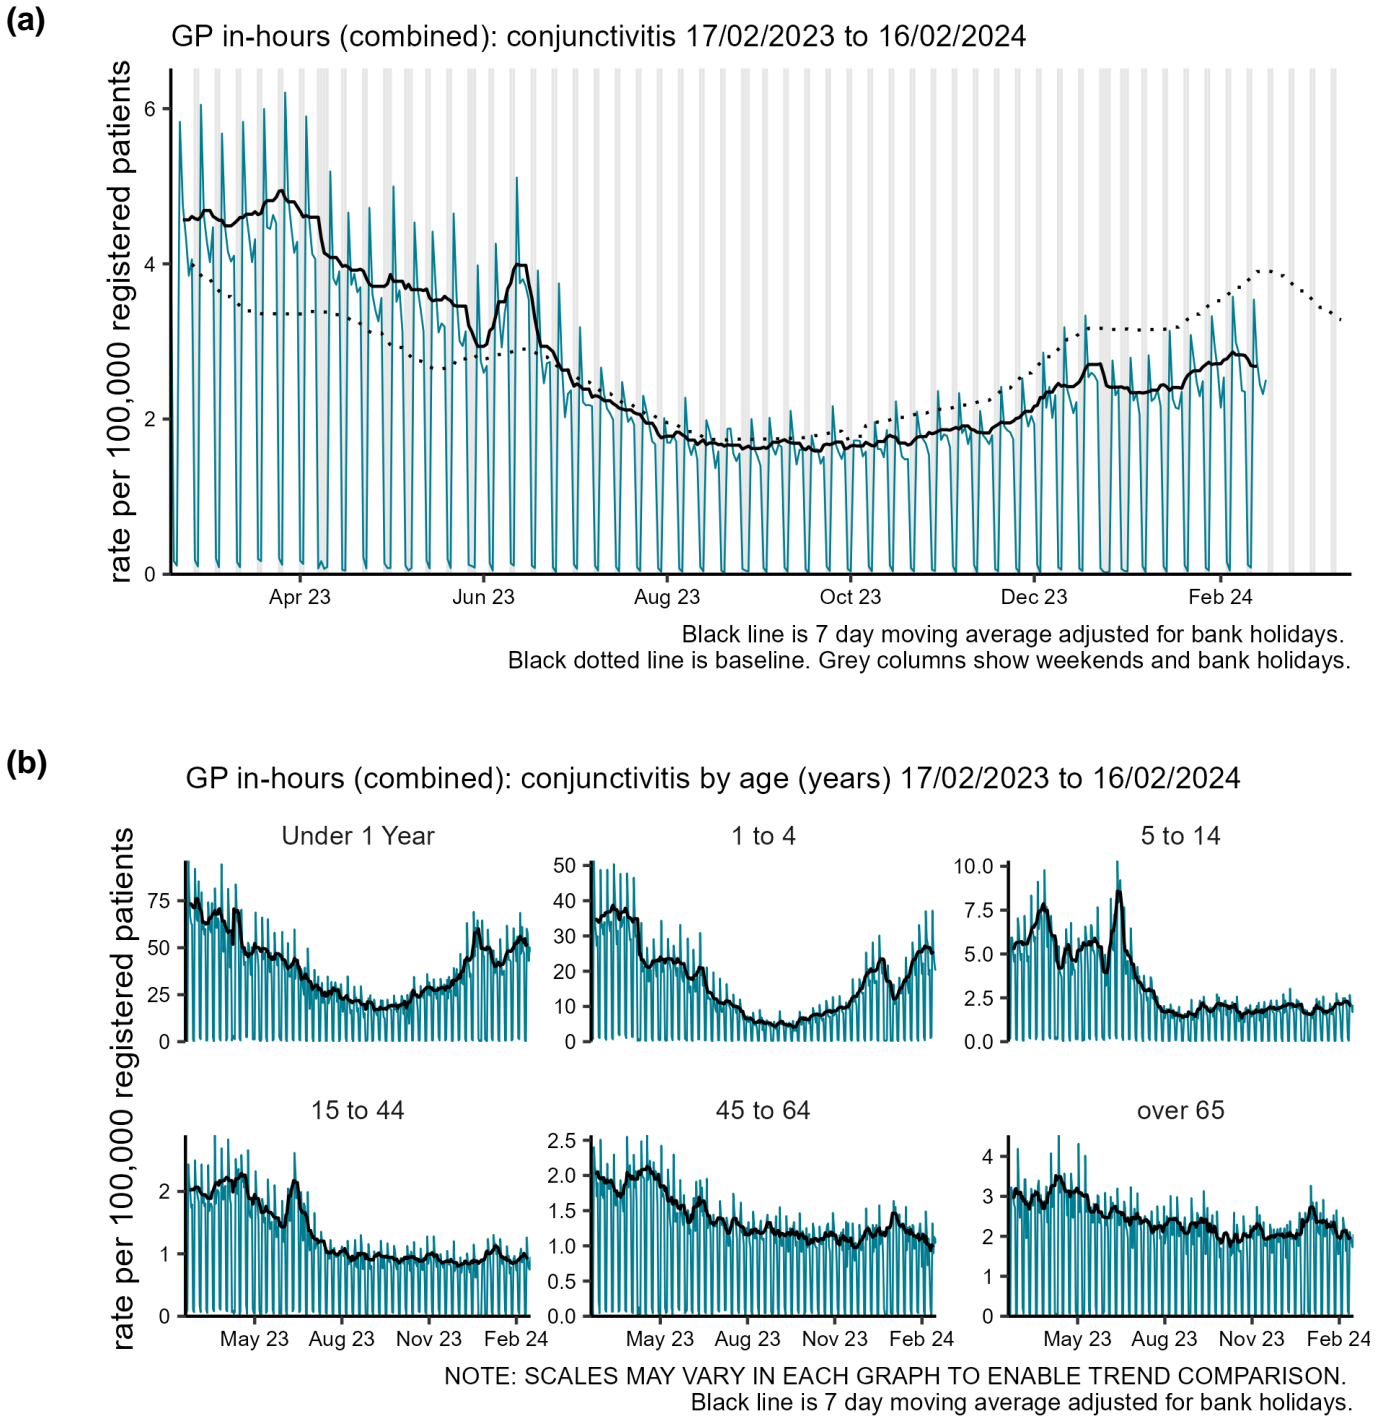 (a)
GP in-hours (combined): conjunctivitis 17/02/2023 to 16/02/2024
rate per 100,000 registered patients
6
4
2
0
Apr 23 Jun 23 Aug 23 Oct 23 Dec 23 Feb 24
Black line is 7 day moving average adjusted for bank holidays.
Black dotted line is baseline. Grey columns show weekends and bank holidays.
(b)
GP in-hours (combined): conjunctivitis by age (years) 17/02/2023 to 16/02/2024
rate per 100,000 registered patients
Under 1 Year
75
50
25
0
1 to 4
50
40
30
20
10
0
5 to 14
10.0
7.5
5.0
2.5
0.0
15 to 44
2
1
0
May 23 Aug 23 Nov 23 Feb 24
45 to 64
2.5
2.0
1.5
1.0
0.5
0.0
May 23 Aug 23 Nov 23 Feb 24
over 65
4
3
2
1
0
May 23 Aug 23 Nov 23 Feb 24
NOTE: SCALES MAY VARY IN EACH GRAPH TO ENABLE TREND COMPARISON.
Black line is 7 day moving average adjusted for bank holidays.